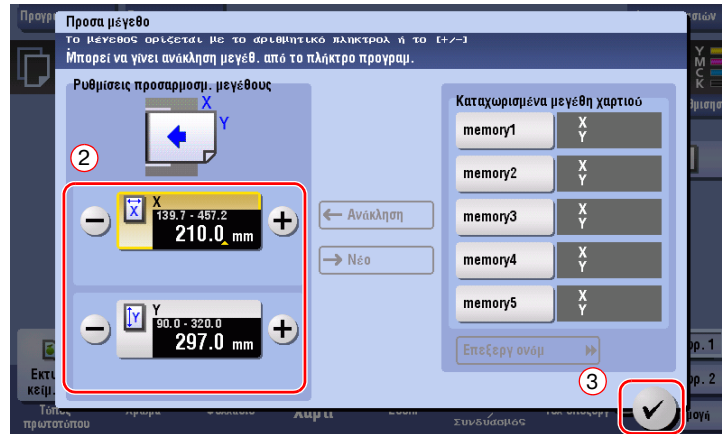 Προσα μέγεθο
Το μέγεθος ορίζεται με το αριθμητικό πληκτρολ ή το [+/-]
Μπορεί να γίνει ανάκληση μεγέθ. από το πλήκτρο προγραμ.
Ρυθμίσεις προσαρμοσμ. μεγέθους
X
Y
②
X
X
139.7 - 457.2
210.0 mm
Y
Y
90.0 - 320.0
297.0 mm
← Ανάκληση
→ Νέο
Καταχωρισμένα μεγέθη χαρτιού
memory1 X
Y
memory2 X
Y
memory3 X
Y
memory4 X
Y
memory5 X
Y
Επεξεργ ονόμ
③
Y
M
C
K
Τύπος
πρωτοτύπου
Χαρτί
Συνδυασμός